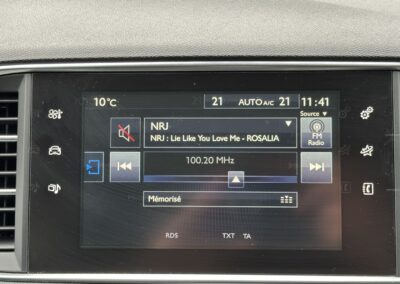 10°C
21 AUTO A/C 21
11:41
Source ▼
NRJ
NRJ : Lie Like You Love Me - ROSALIA
FM
Radio
100.20 MHz
Mémorisé
RDS TXT TA